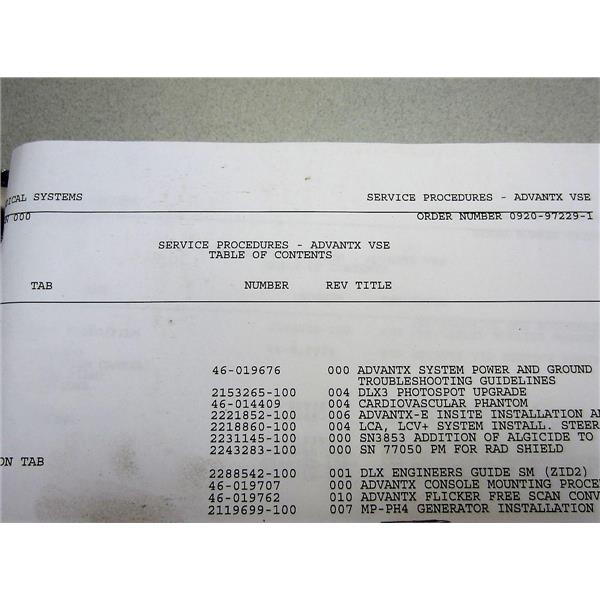 ICAL SYSTEMS SERVICE PROCEDURES - ADVANTX VSE
000 ORDER NUMBER 0920-97229-1
SERVICE PROCEDURES - ADVANTX VSE
TABLE OF CONTENTS
TAB NUMBER REV TITLE
46-019676 000 ADVANTX SYSTEM POWER AND GROUND
TROUBLESHOOTING GUIDELINES
2153265-100 004 DLX3 PHOTOSPOT UPGRADE
46-014409 004 CARDIOVASCULAR PHANTOM
2221852-100 006 ADVANTX-E INSITE INSTALLATION A
2218860-100 004 LCA, LCV+ SYSTEM INSTALL. STEER
2231145-100 000 SN3853 ADDITION OF ALGICIDE TO
2243283-100 000 SN 77050 PM FOR RAD SHIELD
ON TAB
2288542-100 001 DLX ENGINEERS GUIDE SM (ZID2)
46-019707 000 ADVANTX CONSOLE MOUNTING PROCE
46-019762 010 ADVANTX FLICKER FREE SCAN CONV
2119699-100 007 MP-PH4 GENERATOR INSTALLATION